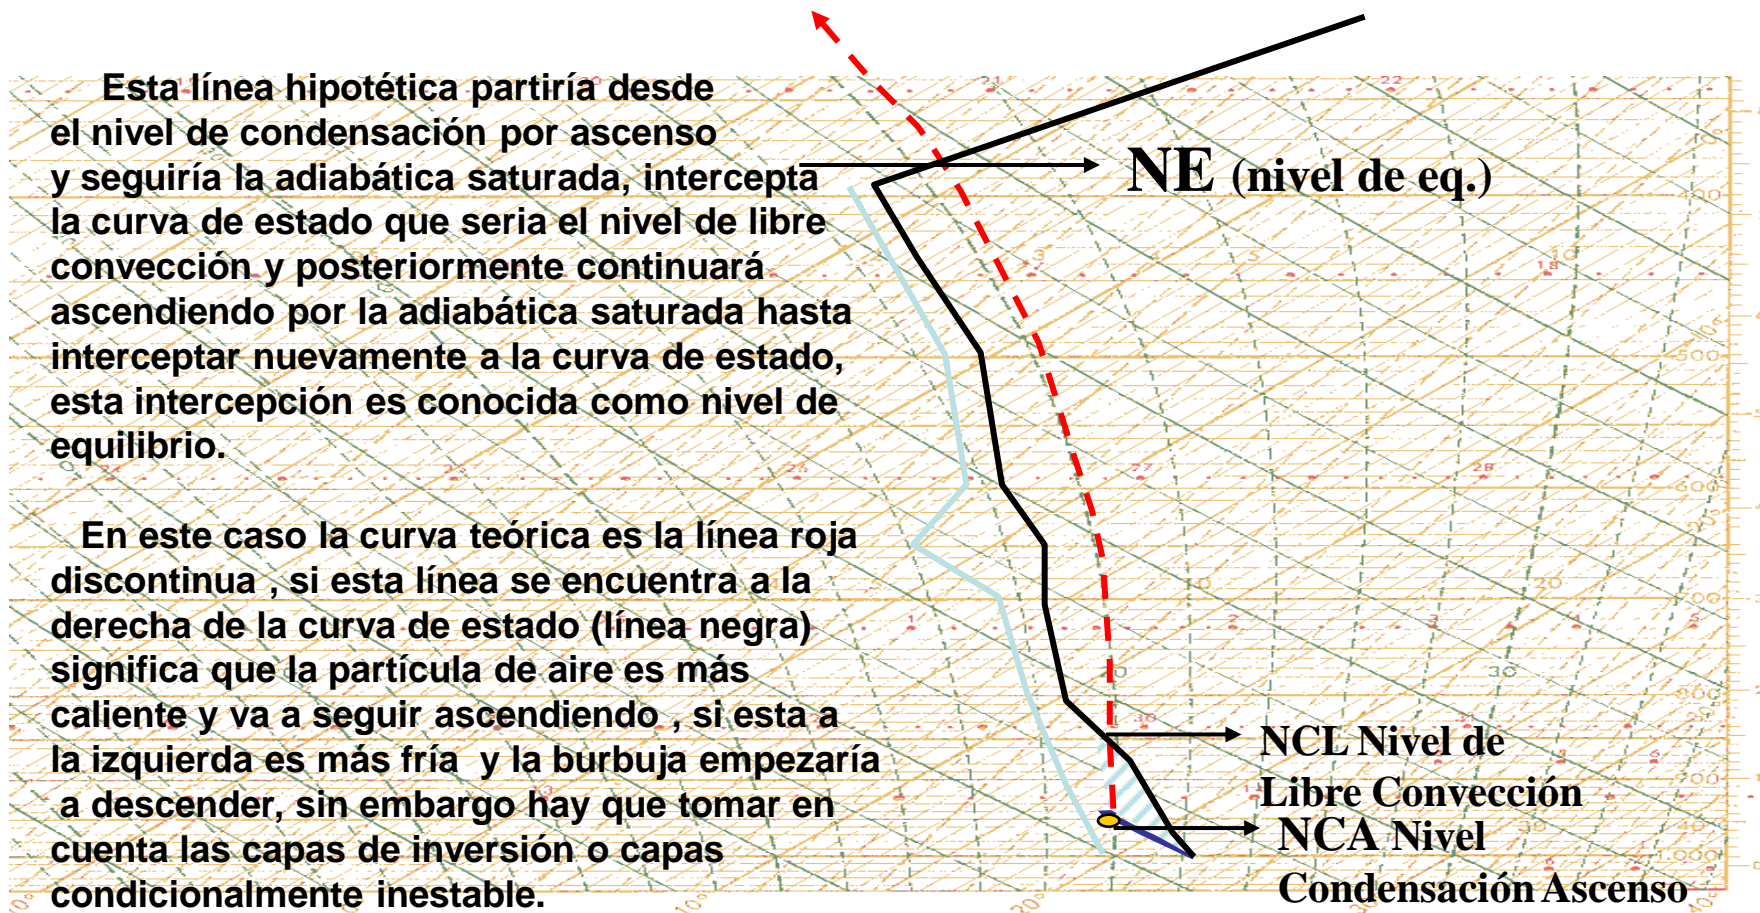 Esta línea hipotética partiría desde
el nivel de condensación por ascenso
y seguiría la adiabática saturada, intercepta
la curva de estado que seria el nivel de libre
convección y posteriormente continuará
ascendiendo por la adiabática saturada hasta
interceptar nuevamente a la curva de estado,
esta intercepción es conocida como nivel de
equilibrio.
En este caso la curva teórica es la línea roja
discontinua , si esta línea se encuentra a la
derecha de la curva de estado (línea negra)
significa que la partícula de aire es más
caliente y va a seguir ascendiendo , si esta a
la izquierda es más fría y la burbuja empezaría
a descender, sin embargo hay que tomar en
cuenta las capas de inversión o capas
condicionalmente inestable.
NE (nivel de eq.)
NCL Nivel de
Libre Convección
NCA Nivel
Condensación Ascenso